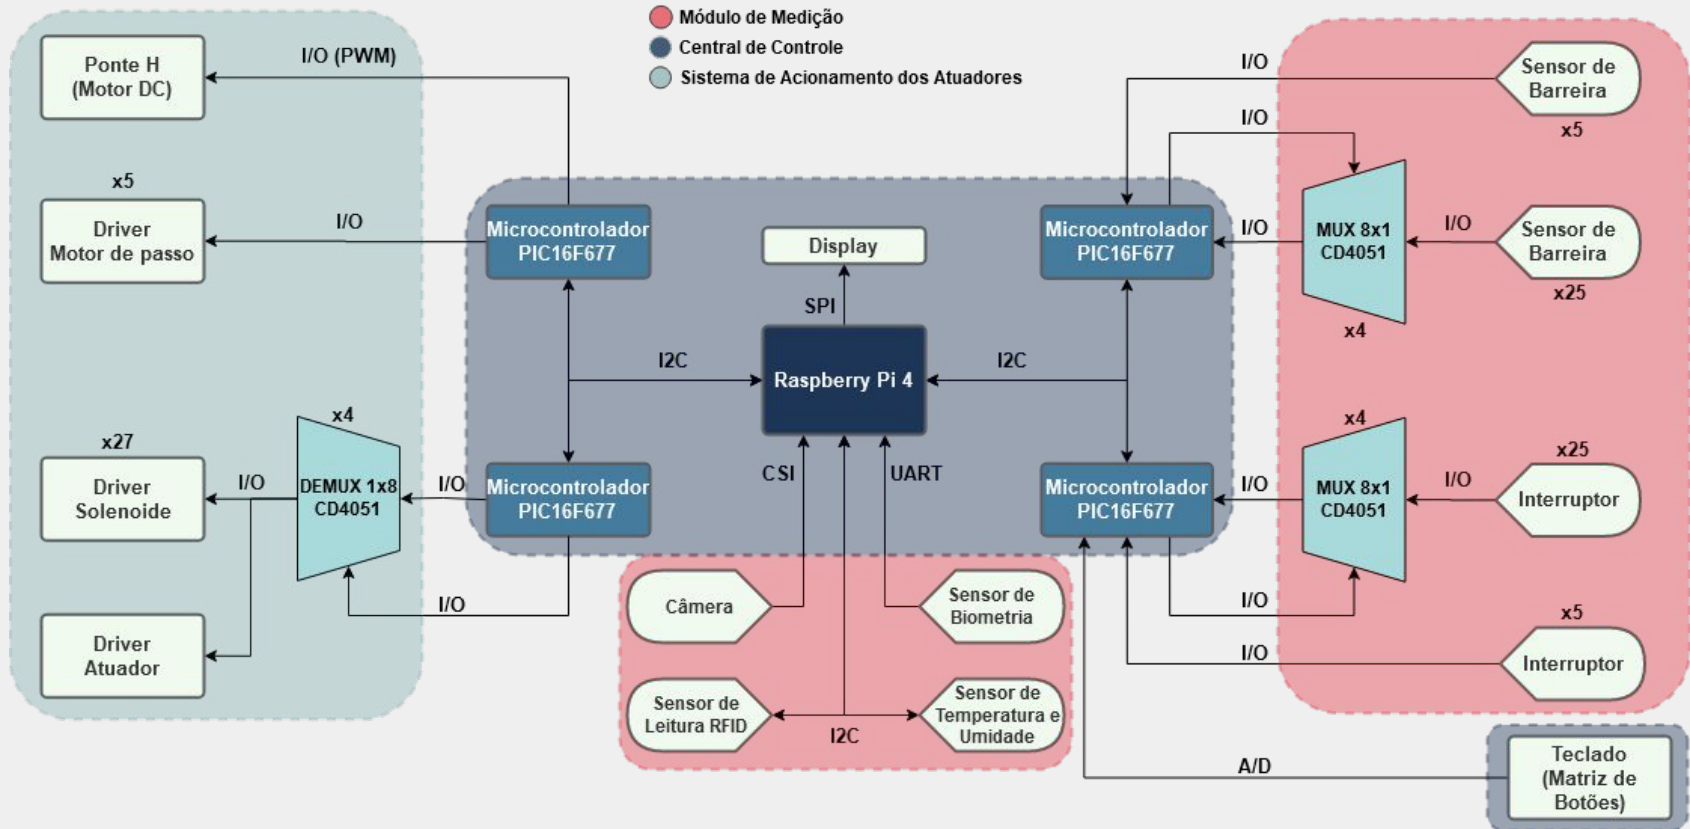 Módulo de Medição
Central de Controle
Sistema de Acionamento dos Atuadores
Ponte H
(Motor DC)
I/O (PWM)
x5
Driver
Motor de passo
I/O
x27
Driver
Solenoide
I/O
x4
DEMUX 1x8
CD4051
I/O
Driver
Atuador
I/O
Microcontrolador
PIC16F677
Microcontrolador
PIC16F677
Display
SPI
I2C
Raspberry Pi 4
I2C
CSI
UART
Microcontrolador
PIC16F677
Microcontrolador
PIC16F677
Câmera
Sensor de
Biometria
Sensor de
Leitura RFID
I2C
Sensor de
Temperatura e
Umidade
I/O
Sensor de
Barreira
x5
I/O
I/O
MUX 8x1
CD4051
x4
I/O
Sensor de
Barreira
x25
x4
I/O
MUX 8x1
CD4051
I/O
x25
Interruptor
I/O
x5
I/O
Interruptor
A/D
Teclado
(Matriz de
Botões)